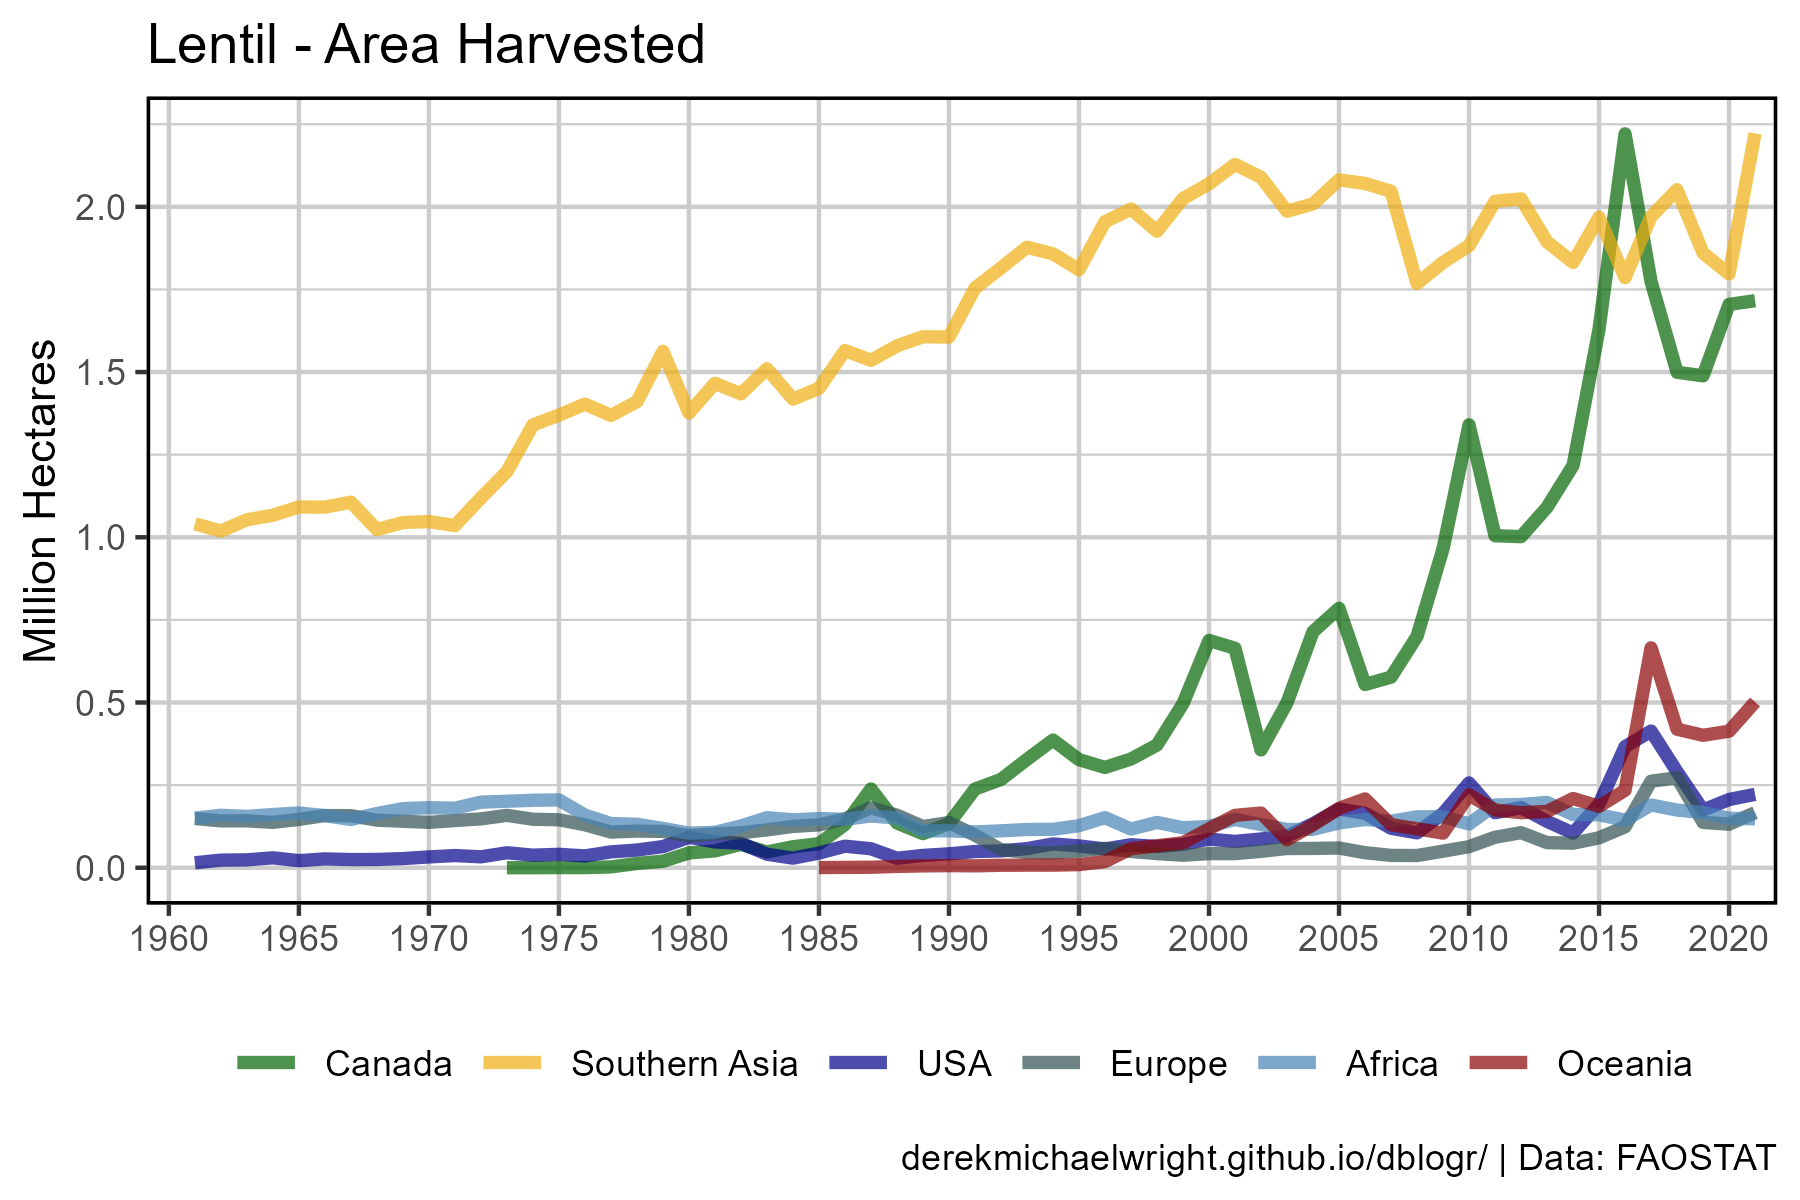 Lentil - Area Harvested
Million Hectares
2.0
1.5
1.0
0.5
0.0
1960 1965 1970 1975 1980 1985 1990 1995 2000 2005 2010 2015 2020
Canada Southern Asia USA Europe Africa Oceania
derekmichaelwright.github.io/dblogr/ | Data: FAOSTAT